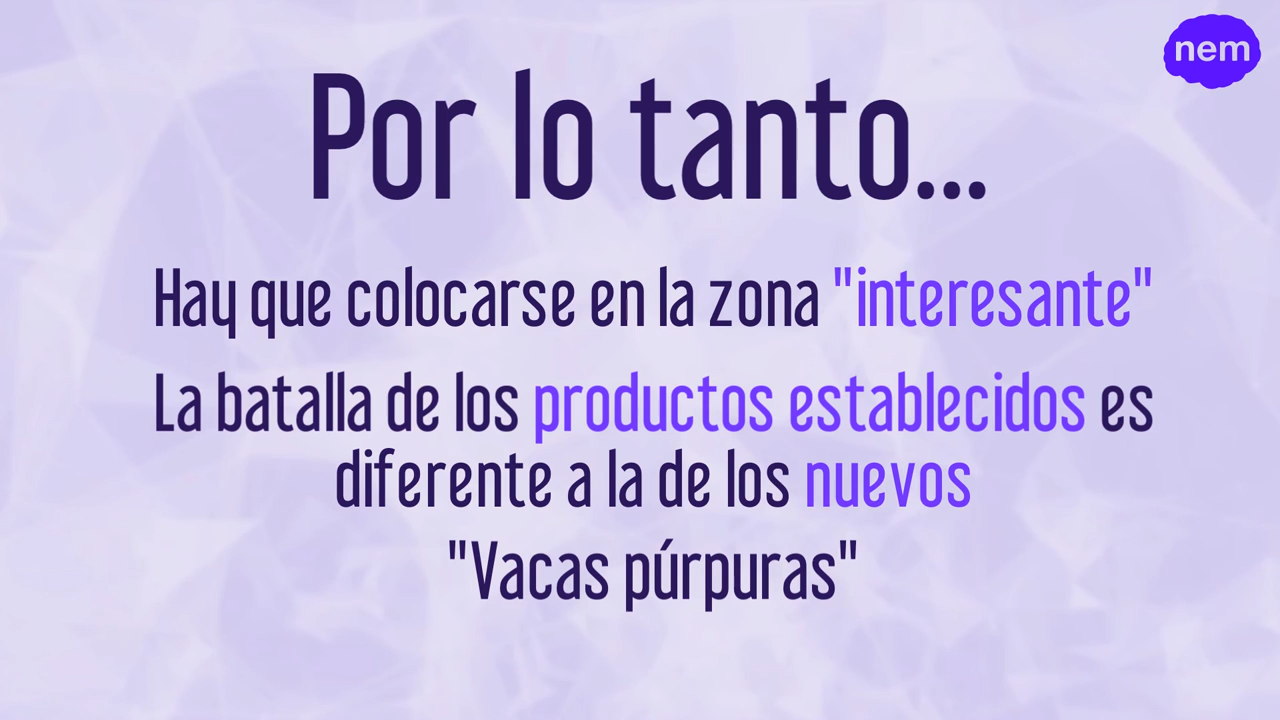 nem
Por lo tanto...
Hay que colocarse en la zona "interesante"
La batalla de los productos establecidos es
diferente a la de los nuevos
"Vacas púrpuras"